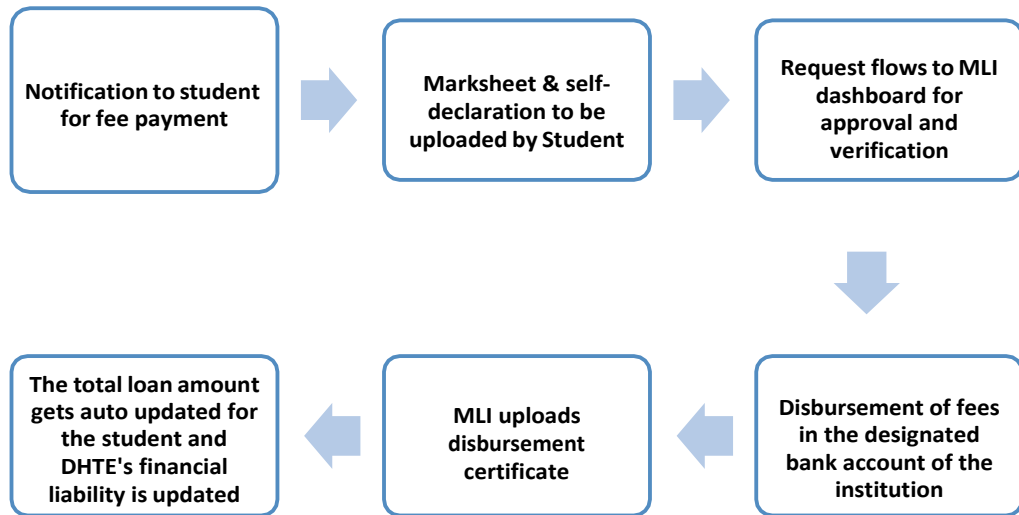 Notification to student
for fee payment
Marksheet & self-
declaration to be
uploaded by Student
Request flows to MLI
dashboard for
approval and
verification
Disbursement of fees
in the designated
bank account of the
institution
MLI uploads
disbursement
certificate
The total loan amount
gets auto updated for
the student and
DHTE's financial
liability is updated